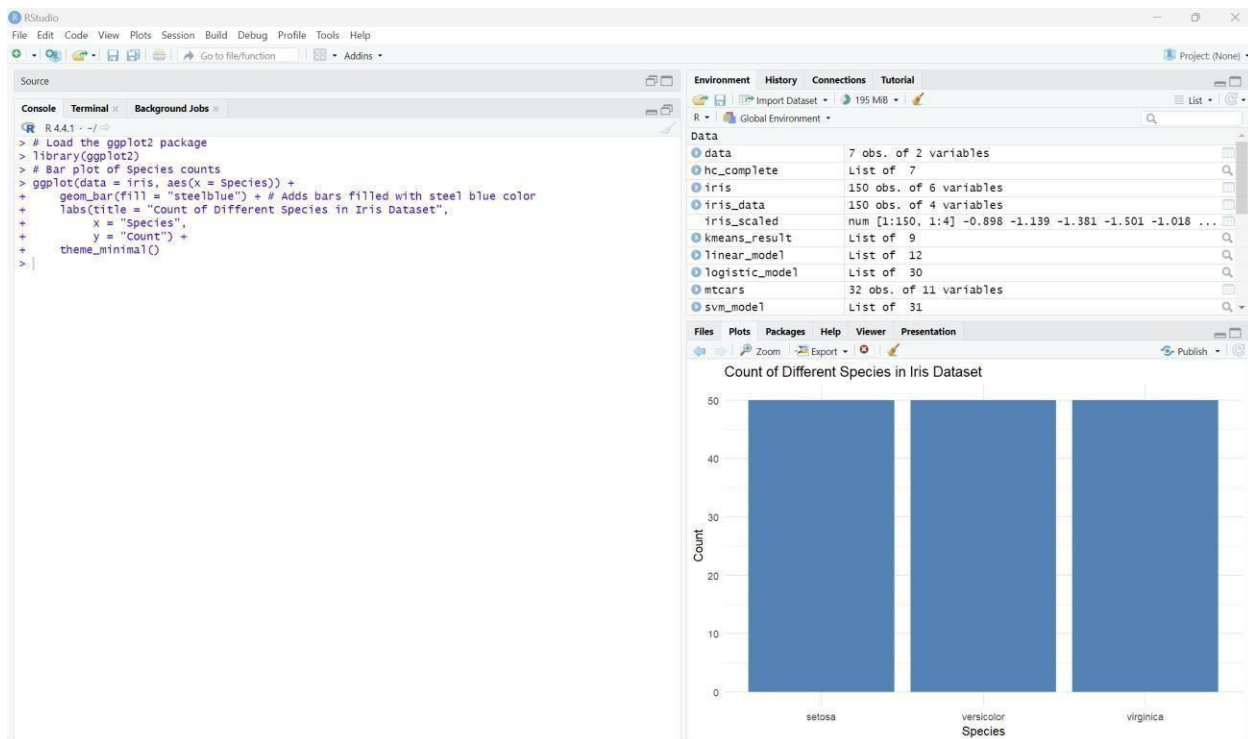 RStudio
File Edit Code View Plots Session Build Debug Profile Tools Help
Go to file/function
Addins
Project: (None)
Source
Console Terminal Background Jobs
R 4.4.1 · ~/
> # Load the ggplot2 package
> library(ggplot2)
> # Bar plot of Species counts
> ggplot(data = iris, aes(x = Species)) +
+     geom_bar(fill = "steelblue") + # Adds bars filled with steel blue color
+     labs(title = "Count of Different Species in Iris Dataset",
+          x = "Species",
+          y = "Count") +
+     theme_minimal()
>
Environment History Connections Tutorial
Import Dataset 195 MiB List
R Global Environment
Data
data 7 obs. of 2 variables
hc_complete List of 7
iris 150 obs. of 6 variables
iris_data 150 obs. of 4 variables
iris_scaled num [1:150, 1:4] -0.898 -1.139 -1.381 -1.501 -1.018 ...
kmeans_result List of 9
linear_model List of 12
logistic_model List of 30
mtcars 32 obs. of 11 variables
svm_model List of 31
Files Plots Packages Help Viewer Presentation
Zoom Export Publish
Count of Different Species in Iris Dataset
50
40
30
20
10
0
Count
setosa versicolor virginica
Species